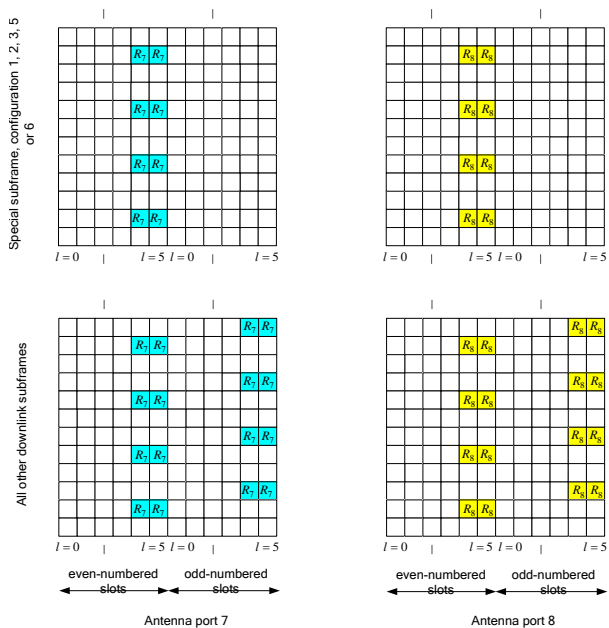 Special subframe, configuration 1, 2, 3, 5
or 6
R7 R7 R8 R8
R7 R7 R8 R8
R7 R7 R8 R8
R7 R7 R8 R8
l = 0 l = 5 l = 0 l = 5 l = 0 l = 5 l = 0 l = 5
All other downlink subframes
R7 R7 R8 R8
R7 R7 R8 R8
R7 R7 R8 R8
R7 R7 R8 R8
R7 R7 R8 R8
R7 R7 R8 R8
R7 R7 R8 R8
R7 R7 R8 R8
l = 0 l = 5 l = 0 l = 5 l = 0 l = 5 l = 0 l = 5
even-numbered odd-numbered even-numbered odd-numbered
slots slots slots slots
Antenna port 7 Antenna port 8